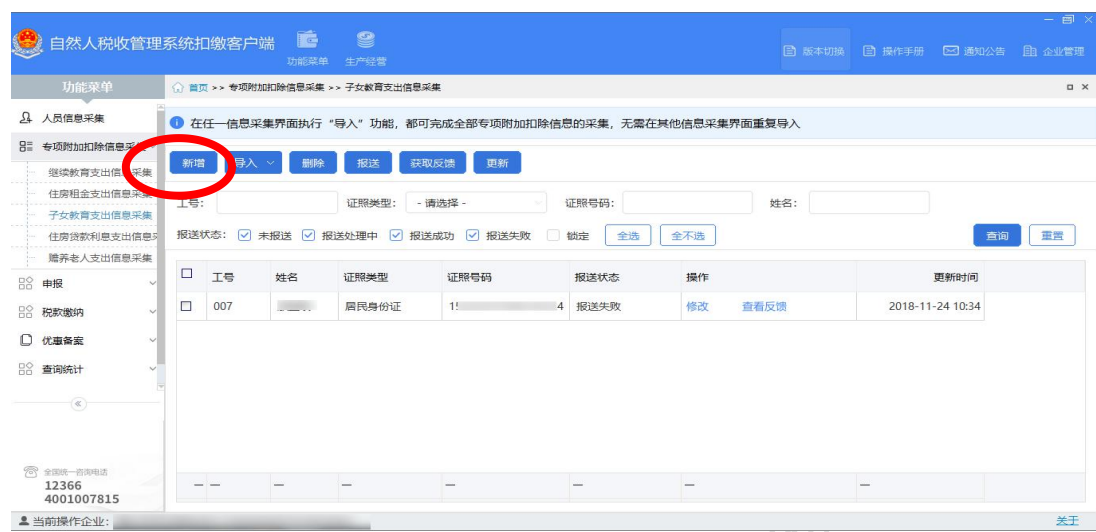 自然人税收管理系统扣缴客户端
功能菜单
生产经营
版本切换
操作手册
通知公告
企业管理
功能菜单
首页 >> 专项附加扣除信息采集 >> 子女教育支出信息采集
人员信息采集
专项附加扣除信息采集
继续教育支出信息采集
住房租金支出信息采集
子女教育支出信息采集
住房贷款利息支出信息采
赡养老人支出信息采集
申报
税款缴纳
优惠备案
查询统计
全国统一咨询电话
12366
4001007815
在任一信息采集界面执行“导入”功能，都可完成全部专项附加扣除信息的采集，无需在其他信息采集界面重复导入
新增 导入 删除 报送 获取反馈 更新
工号: 证照类型: - 请选择 - 证照号码: 姓名:
报送状态: 未报送 报送处理中 报送成功 报送失败 锁定 全选 全不选 查询 重置
工号 姓名 证照类型 证照号码 报送状态 操作 更新时间
007 居民身份证 15 4 报送失败 修改 查看反馈 2018-11-24 10:34
— — — — — — — —
当前操作企业:
关于